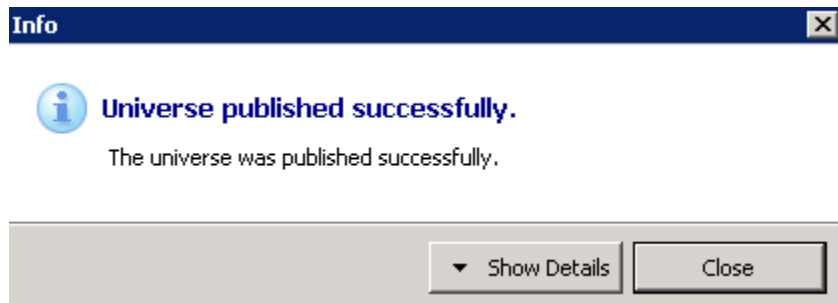 Info
Universe published successfully.
The universe was published successfully.
Show Details
Close